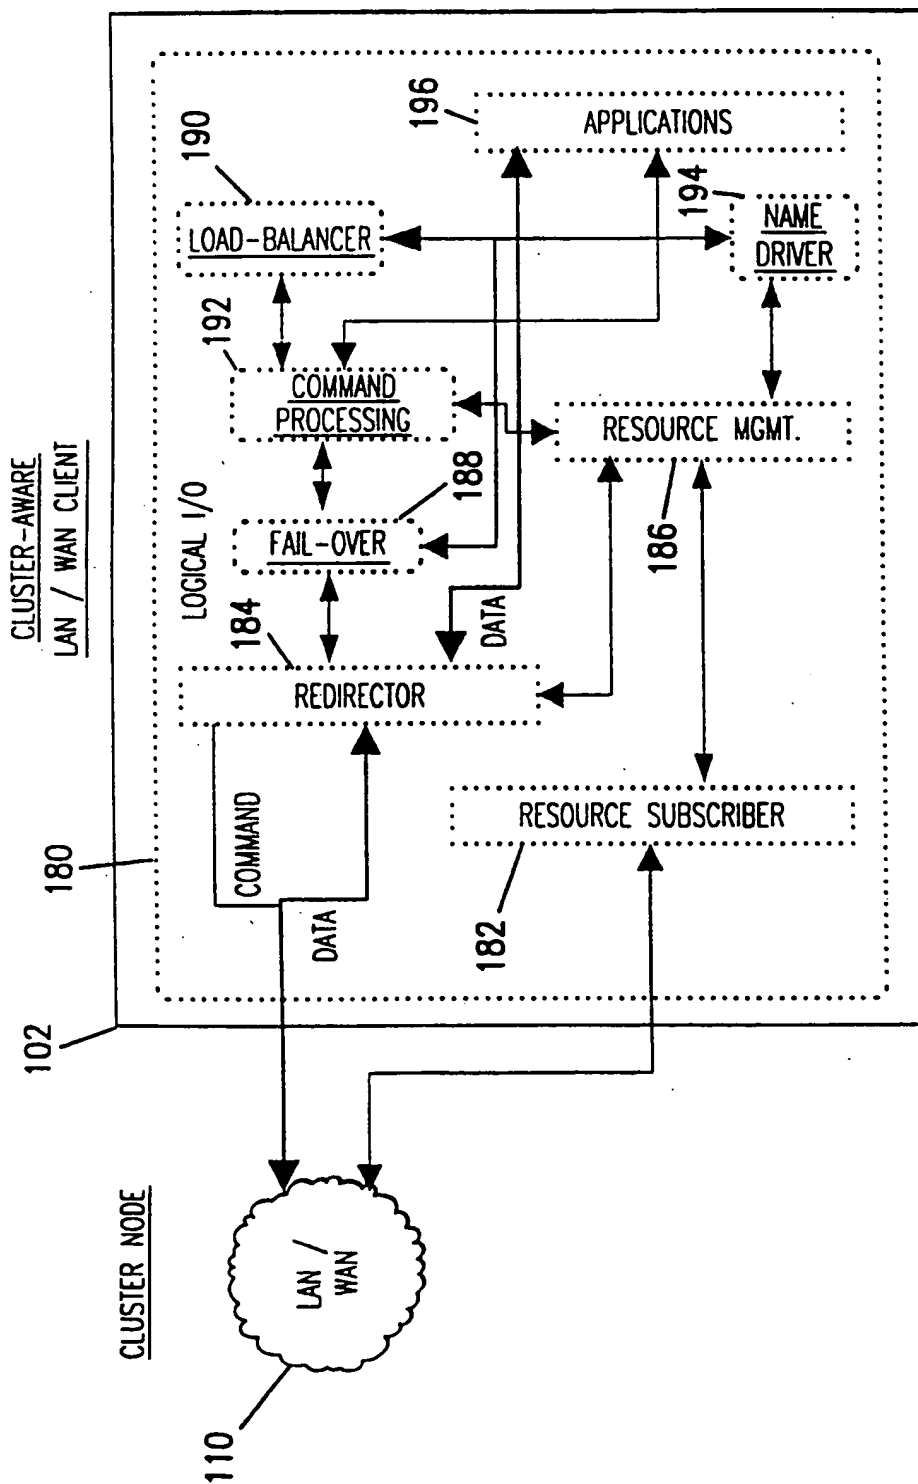 CLUSTER-AWARE
LAN / WAN CLIENT
CLUSTER NODE
102
180
110
LAN /
WAN
COMMAND
DATA
184
REDIRECTOR
182
RESOURCE SUBSCRIBER
LOGICAL I/O
DATA
188
FAIL-OVER
192
COMMAND
PROCESSING
190
LOAD-BALANCER
186
RESOURCE MGMT.
194
NAME
DRIVER
196
APPLICATIONS